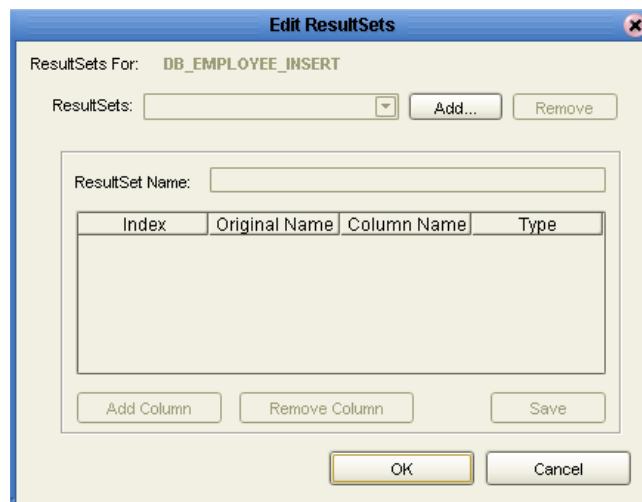 Edit ResultSets
ResultSets For: DB_EMPLOYEE_INSERT
ResultSets: Add... Remove
ResultSet Name:
Index Original Name Column Name Type
Add Column Remove Column Save
OK Cancel